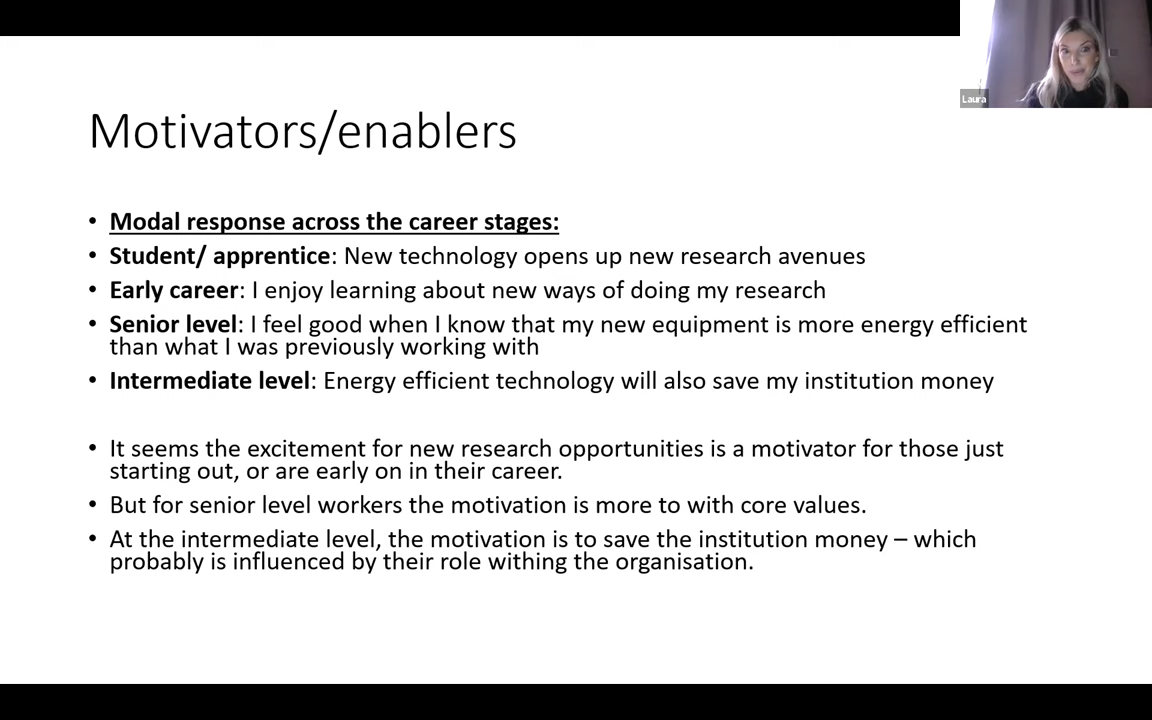 Laura
Motivators/enablers
• Modal response across the career stages:
• Student/ apprentice: New technology opens up new research avenues
• Early career: I enjoy learning about new ways of doing my research
• Senior level: I feel good when I know that my new equipment is more energy efficient
than what I was previously working with
• Intermediate level: Energy efficient technology will also save my institution money
• It seems the excitement for new research opportunities is a motivator for those just
starting out, or are early on in their career.
• But for senior level workers the motivation is more to with core values.
• At the intermediate level, the motivation is to save the institution money – which
probably is influenced by their role withing the organisation.